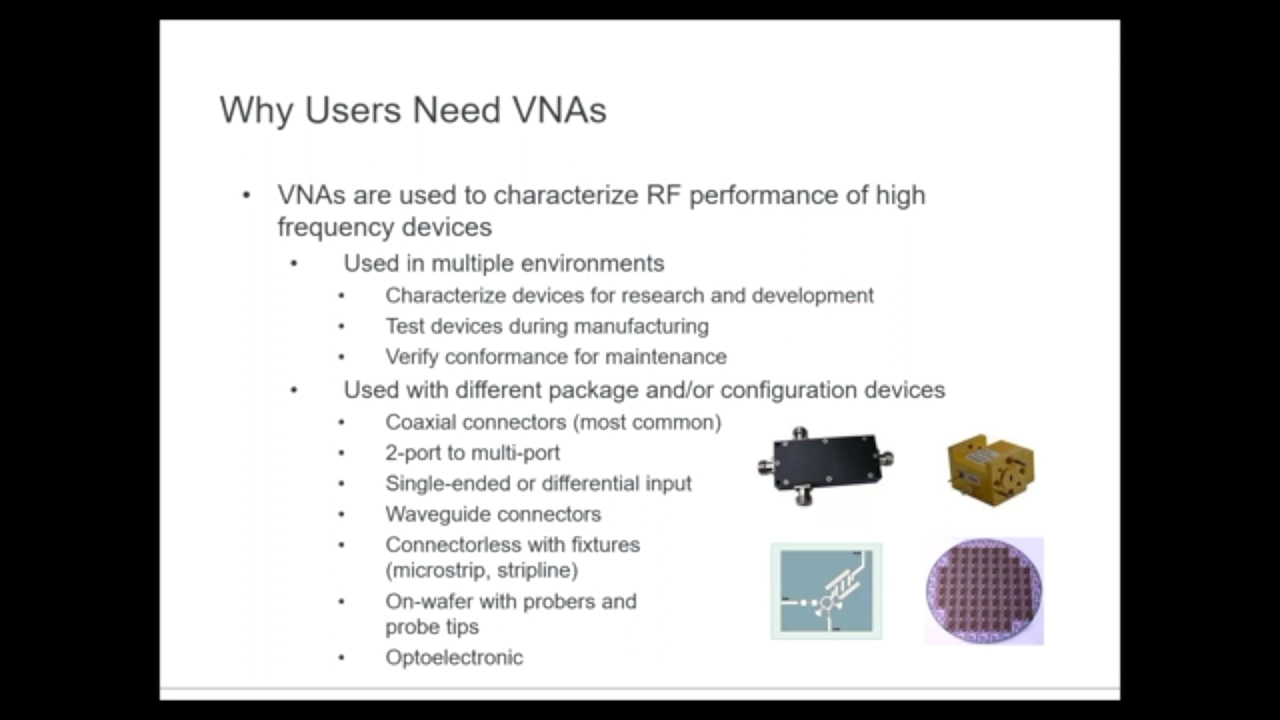 Why Users Need VNAs
• VNAs are used to characterize RF performance of high
frequency devices
• Used in multiple environments
• Characterize devices for research and development
• Test devices during manufacturing
• Verify conformance for maintenance
• Used with different package and/or configuration devices
• Coaxial connectors (most common)
• 2-port to multi-port
• Single-ended or differential input
• Waveguide connectors
• Connectorless with fixtures
(microstrip, stripline)
• On-wafer with probers and
probe tips
• Optoelectronic